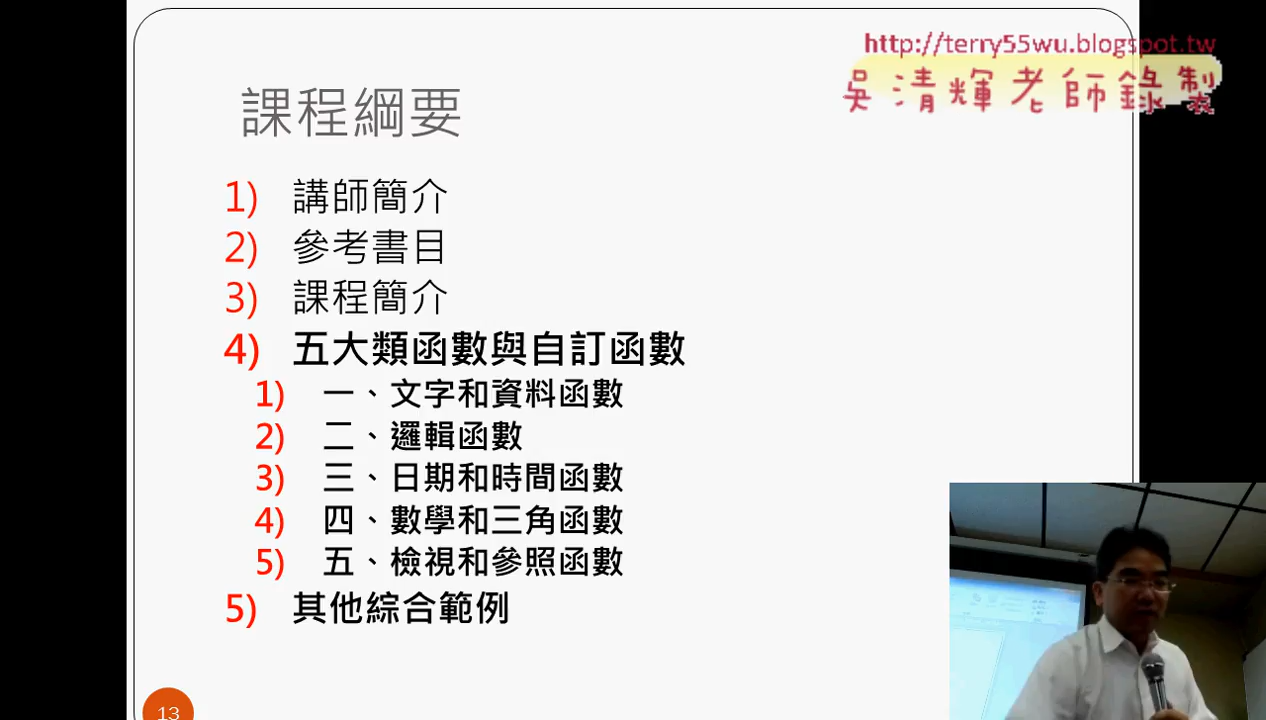 http://terry55wu.blogspot.tw
吳清輝老師錄製
課程綱要
1) 講師簡介
2) 參考書目
3) 課程簡介
4) 五大類函數與自訂函數
1) 一、文字和資料函數
2) 二、邏輯函數
3) 三、日期和時間函數
4) 四、數學和三角函數
5) 五、檢視和參照函數
5) 其他綜合範例
13